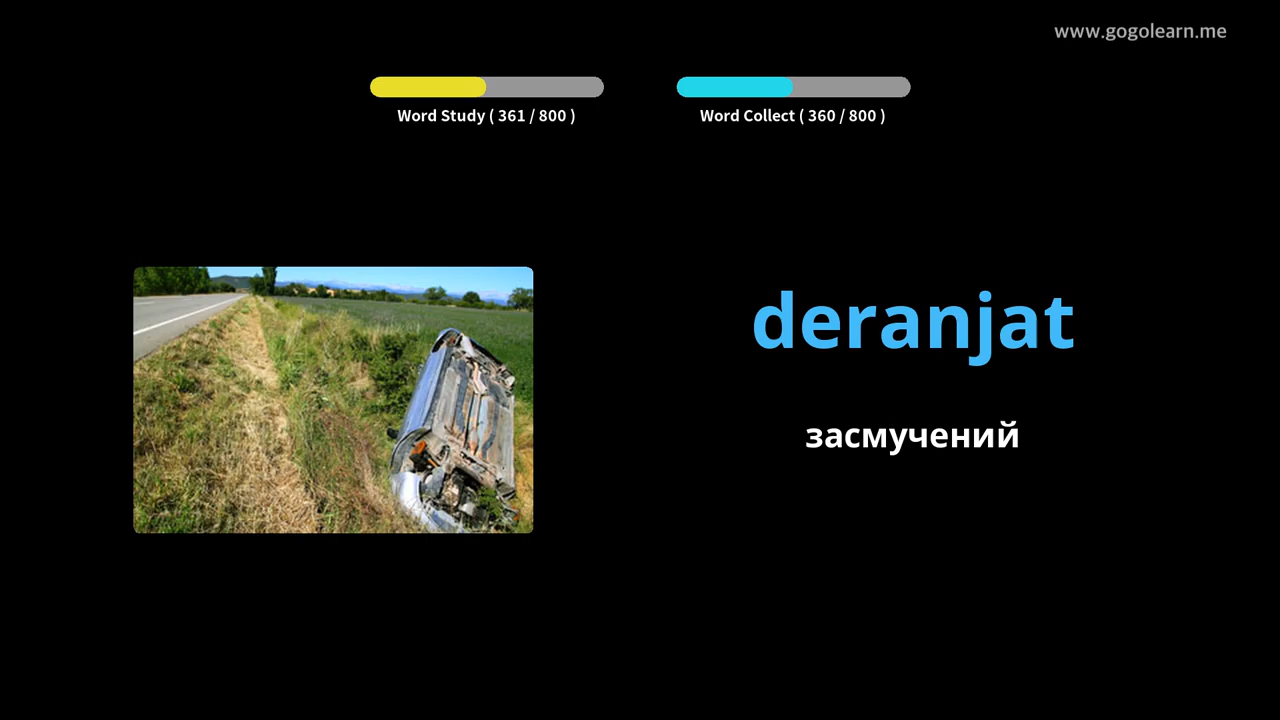 www.gogolearn.me
Word Study ( 361 / 800 )
Word Collect ( 360 / 800 )
deranjat
засмучений